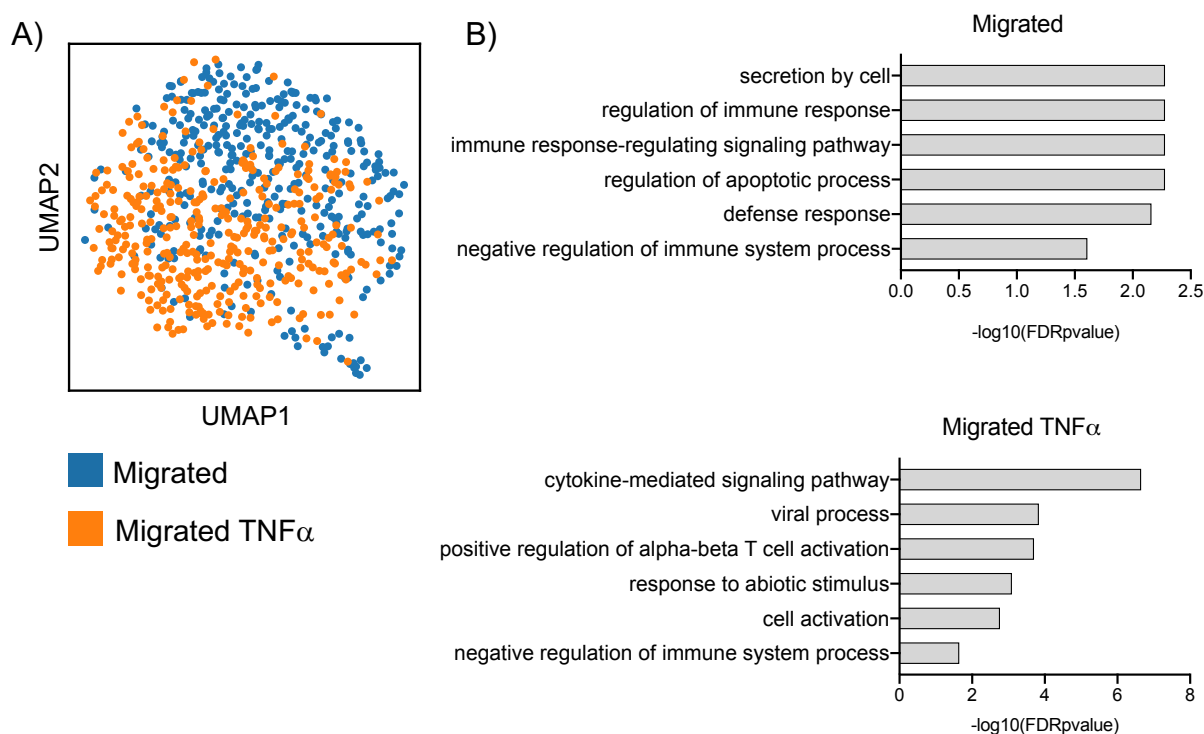 A)
UMAP2
UMAP1
Migrated
Migrated TNFα
B)
Migrated
secretion by cell
regulation of immune response
immune response-regulating signaling pathway
regulation of apoptotic process
defense response
negative regulation of immune system process
0.0 0.5 1.0 1.5 2.0 2.5
-log10(FDRpvalue)
Migrated TNFα
cytokine-mediated signaling pathway
viral process
positive regulation of alpha-beta T cell activation
response to abiotic stimulus
cell activation
negative regulation of immune system process
0 2 4 6 8
-log10(FDRpvalue)